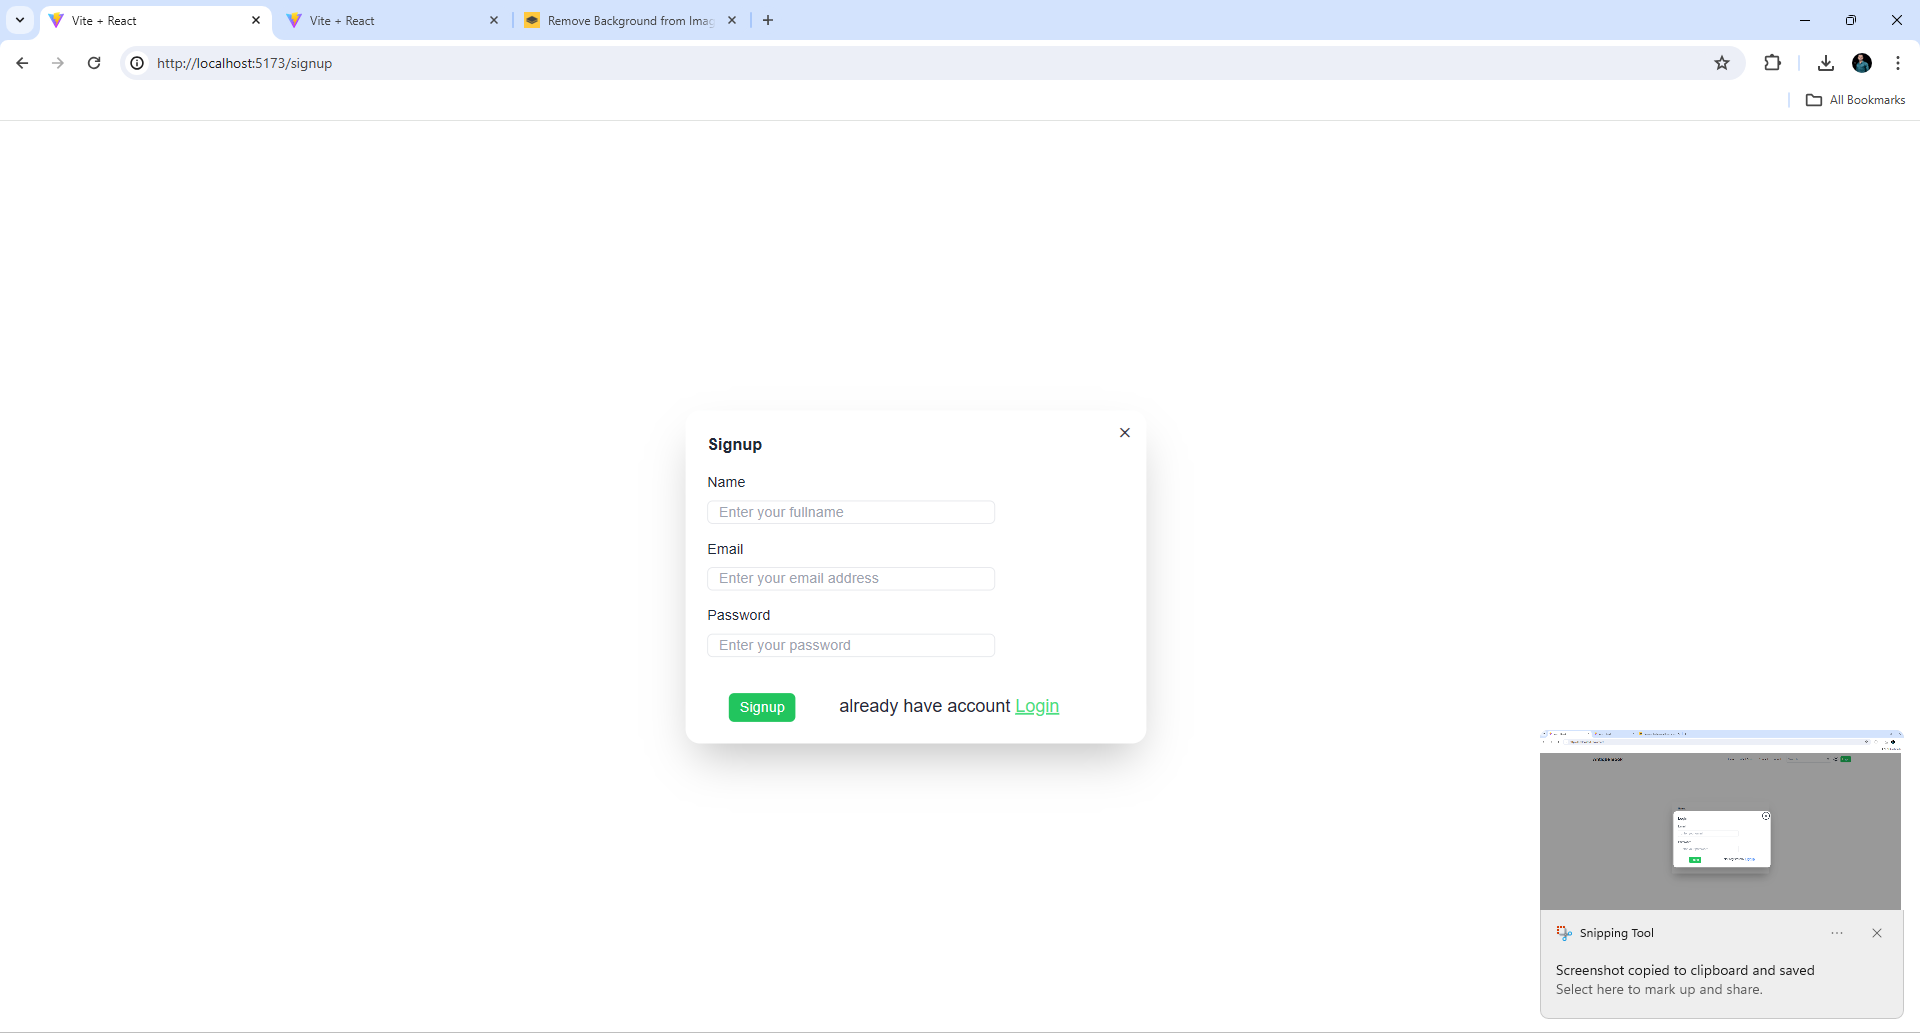 Vite + React
Vite + React
Remove Background from Imag
http://localhost:5173/signup
All Bookmarks
Signup
Name
Enter your fullname
Email
Enter your email address
Password
Enter your password
Signup
already have account Login
Snipping Tool
Screenshot copied to clipboard and saved
Select here to mark up and share.